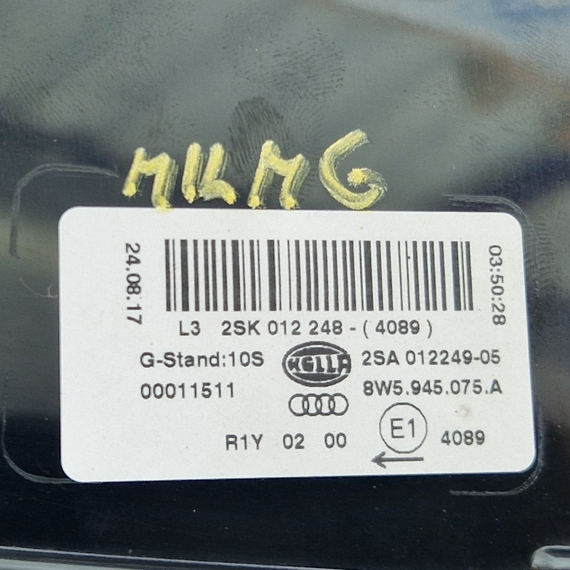 MKMG
24.08.17
03:50:28
L3 2SK 012 248 - ( 4089 )
G-Stand:10S HELLA 2SA 012249-05
00011511 8W5.945.075.A
R1Y 02 00 E1 4089